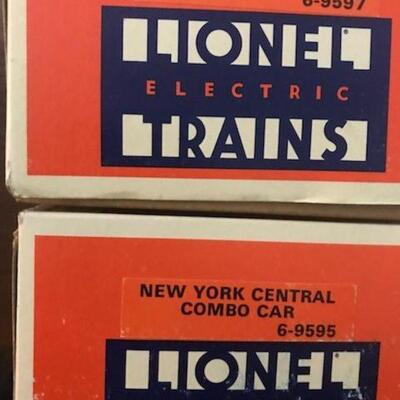 6-9597
LIONEL®
ELECTRIC
TRAINS
NEW YORK CENTRAL
COMBO CAR
6-9595
LIONEL®